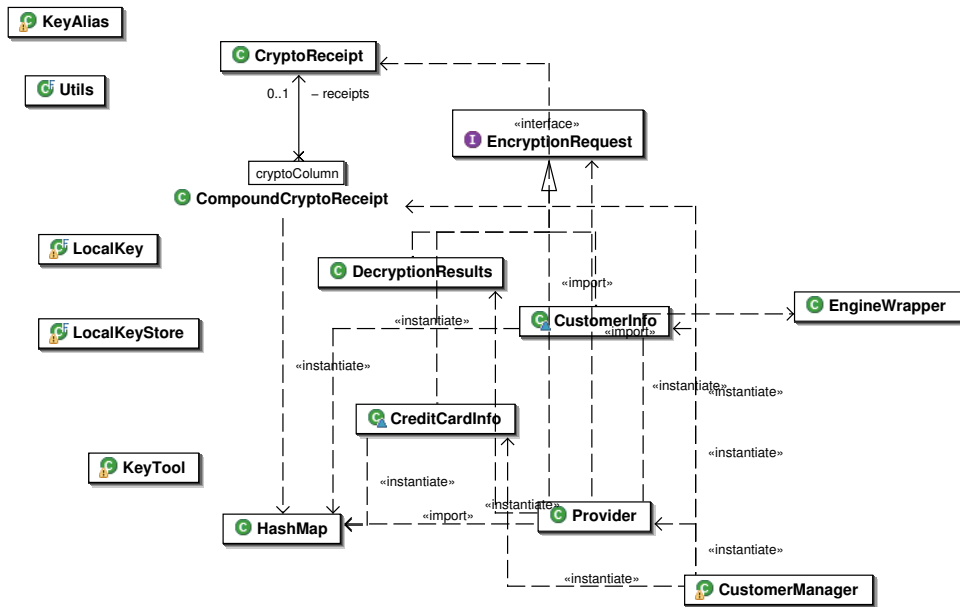 KeyAlias
CryptoReceipt
Utils
0..1
– receipts
«interface»
EncryptionRequest
cryptoColumn
CompoundCryptoReceipt
LocalKey
DecryptionResults
«import»
EngineWrapper
«instantiate»
CustomerInfo
LocalKeyStore
«import»
«instantiate»
«instantiate»
«instantiate»
CreditCardInfo
«instantiate»
KeyTool
«instantiate»
«instantiate»
Provider
HashMap
«import»
«instantiate»
«instantiate»
CustomerManager